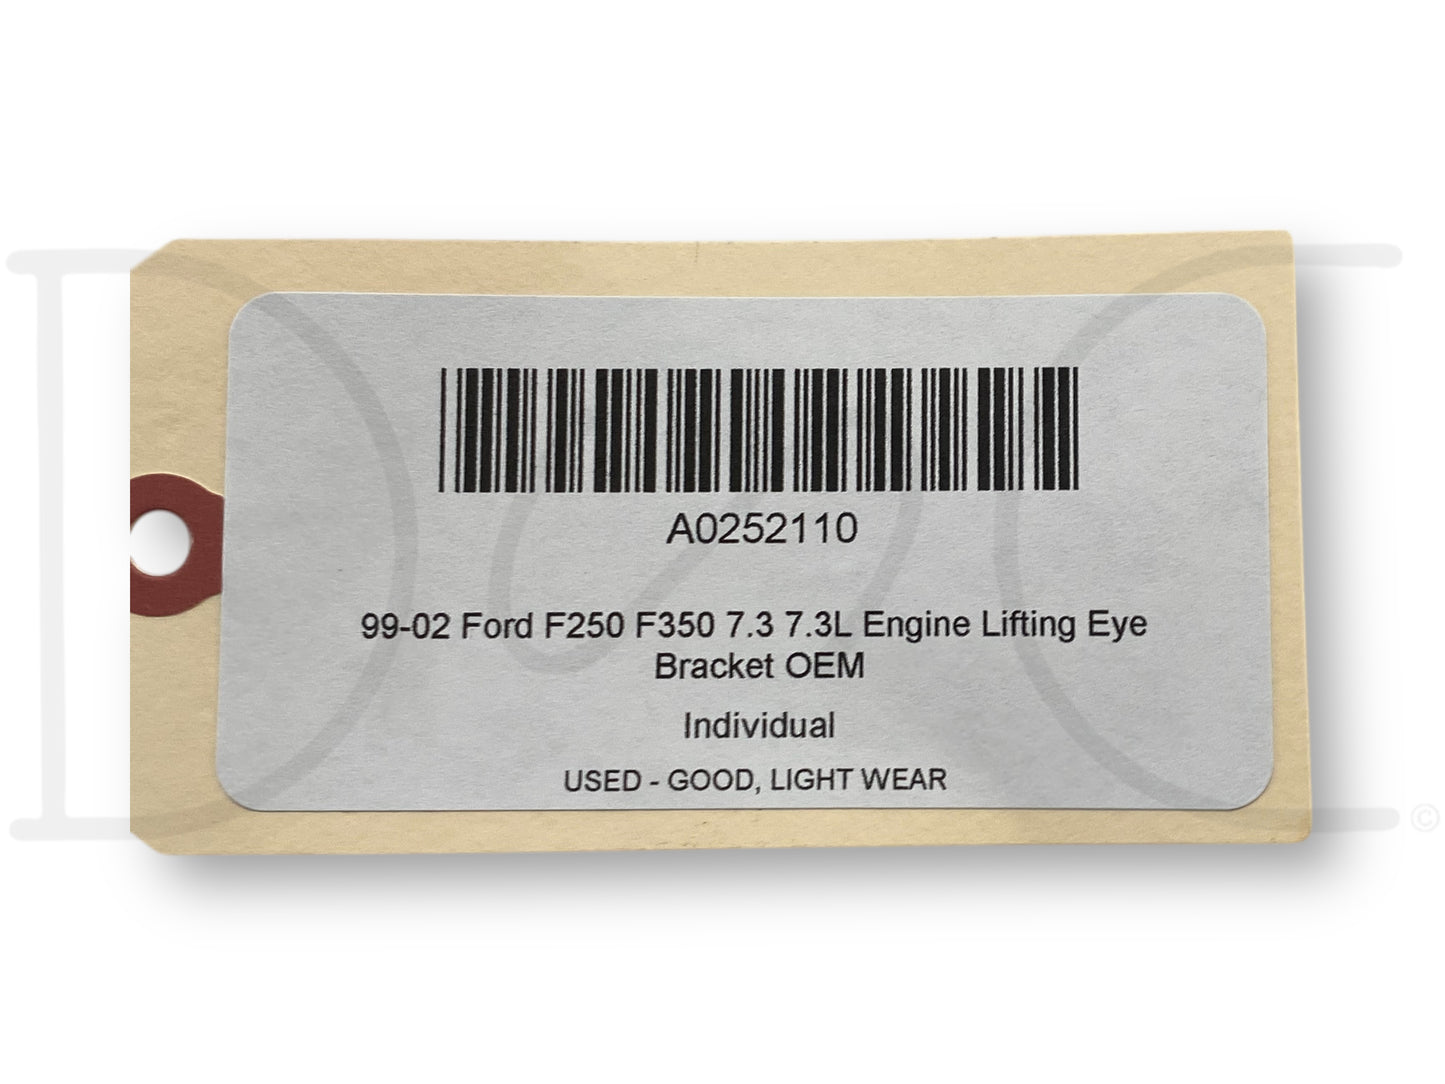 A0252110
99-02 Ford F250 F350 7.3 7.3L Engine Lifting Eye
Bracket OEM
Individual
USED - GOOD, LIGHT WEAR
©